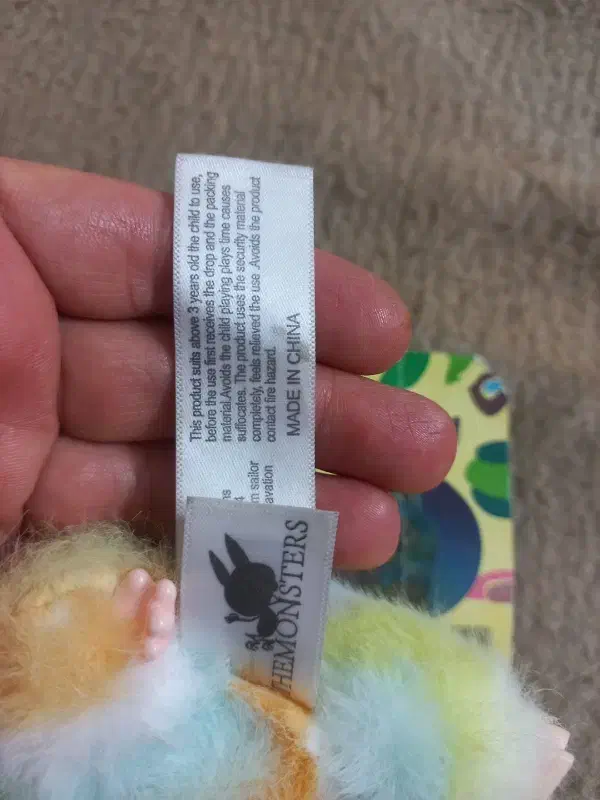 This product suits above 3 years old the child to use,
before the use first receives the drop and the packing
material.Avoids the child playing plays time causes
suffocates. The product uses the security material
completely, feels relieved the use .Avoids the product
contact fire hazard.
MADE IN CHINA
sailor
avation
HEMONSTERS